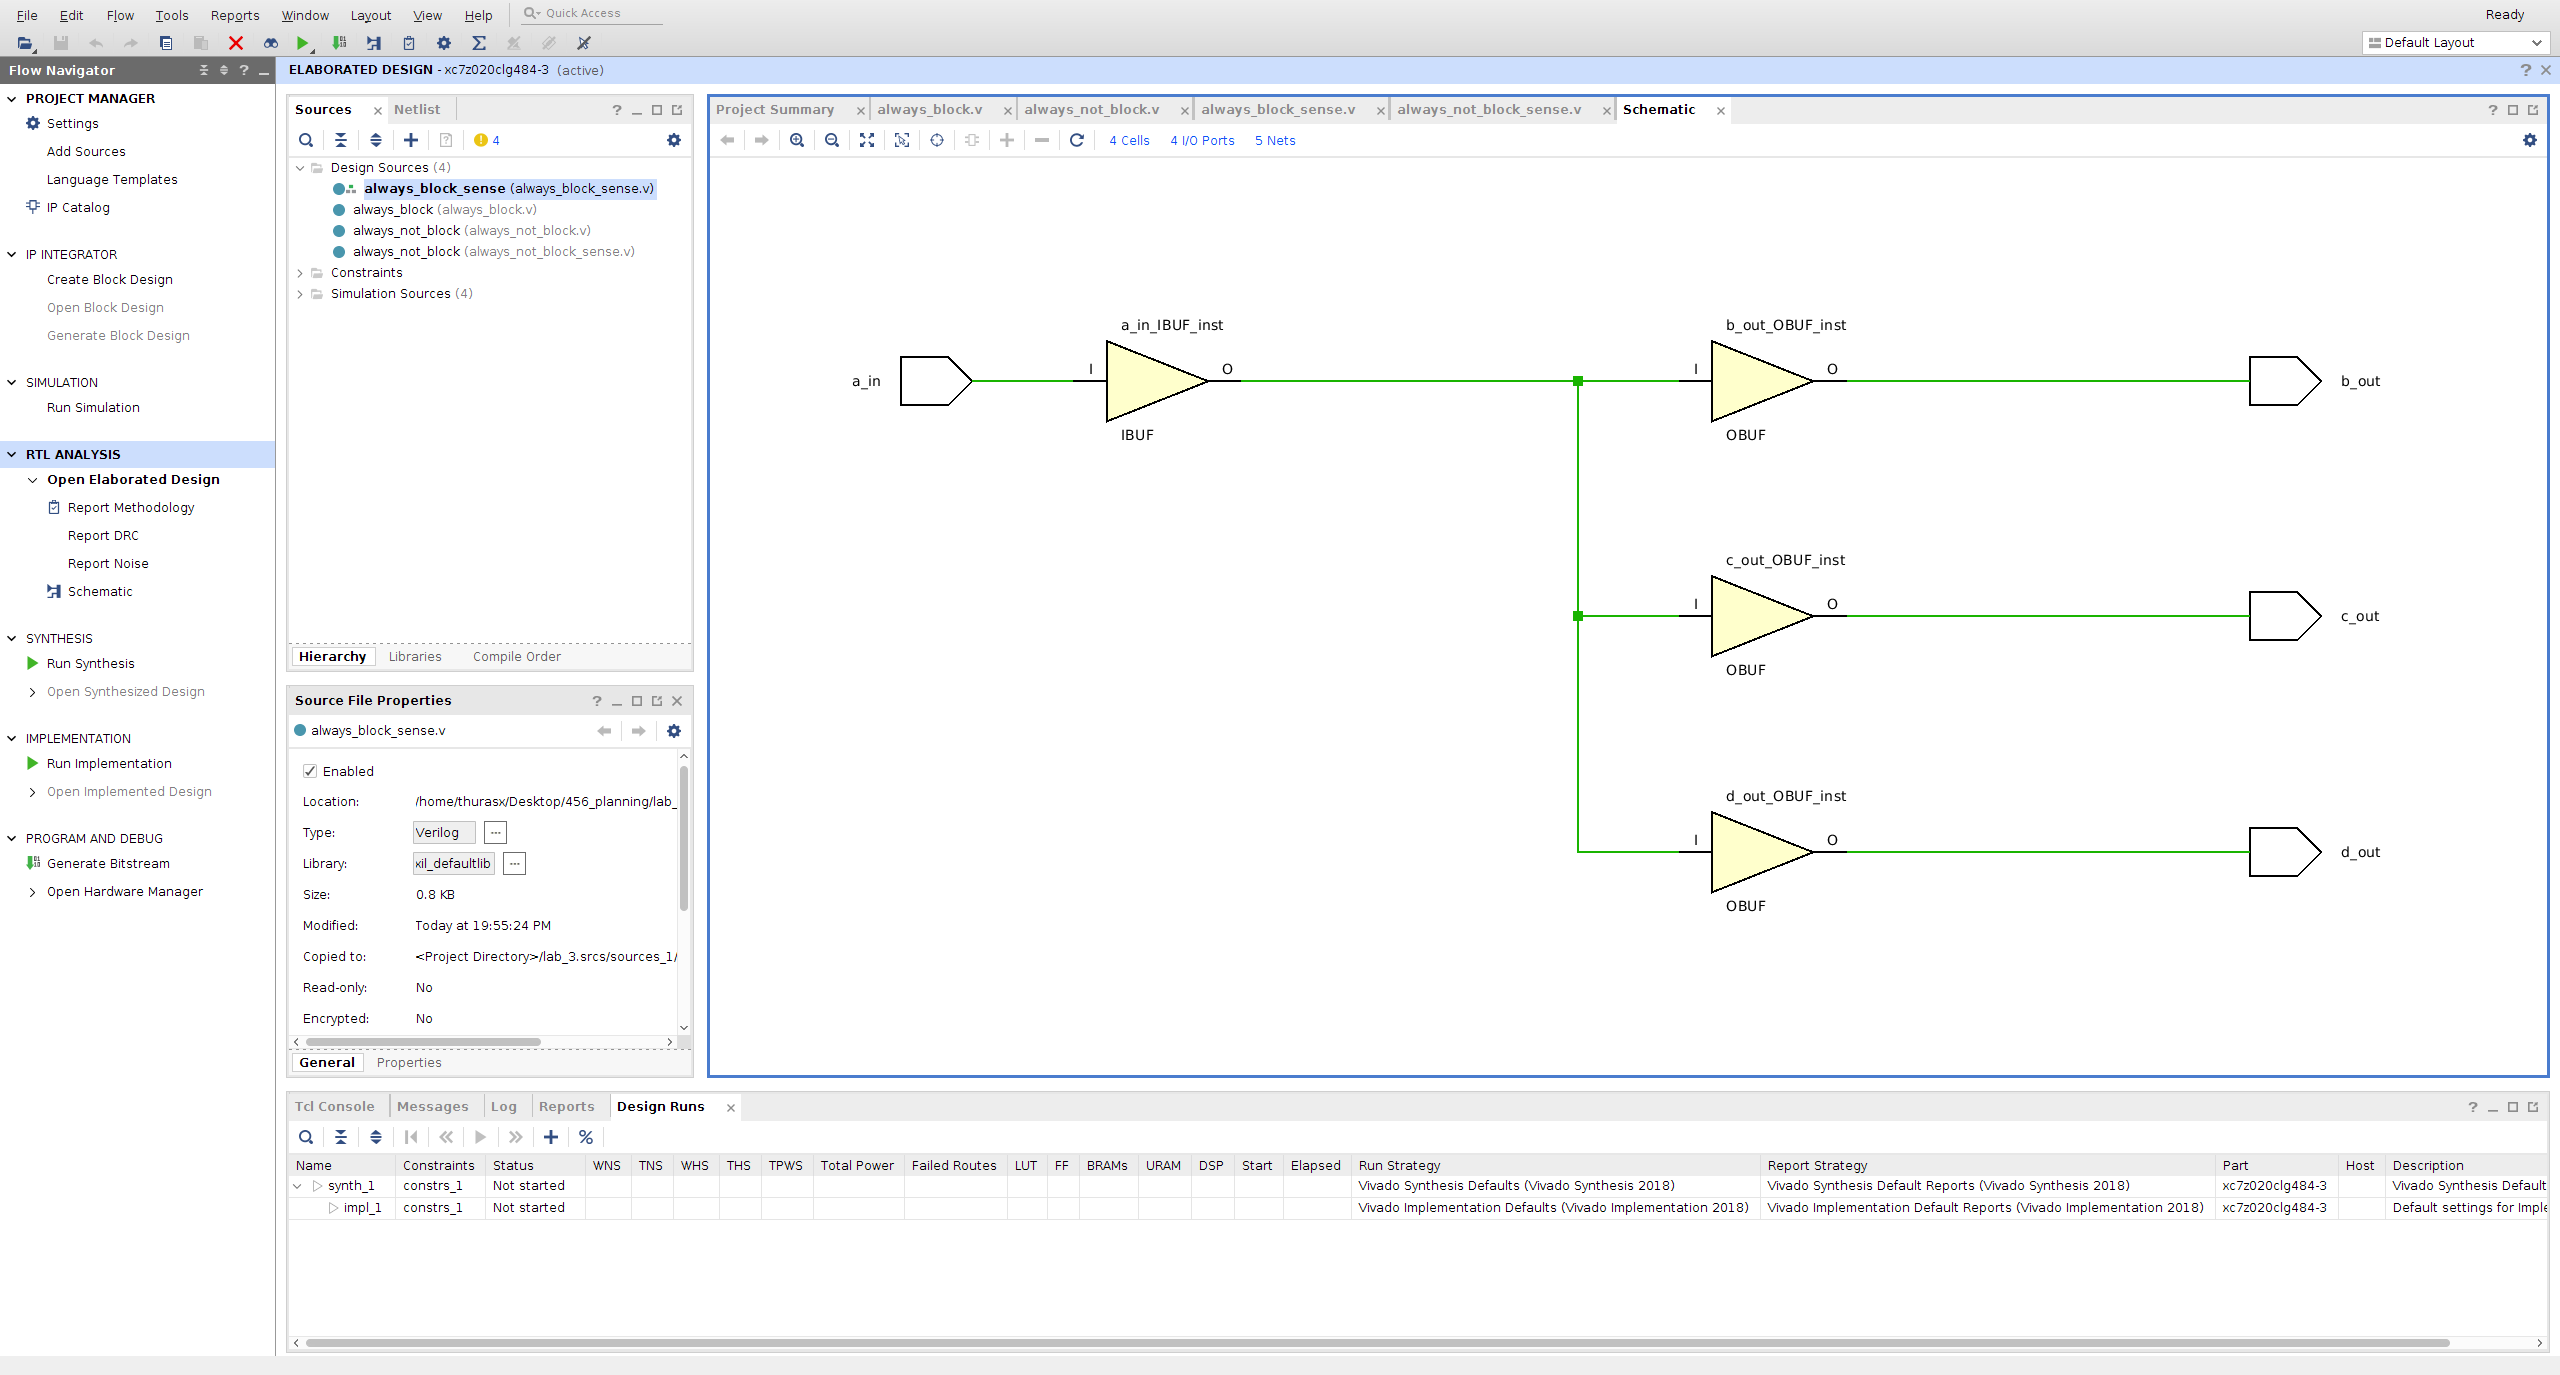 File Edit Flow Tools Reports Window Layout View Help Quick Access Ready
Default Layout
Flow Navigator
PROJECT MANAGER
Settings
Add Sources
Language Templates
IP Catalog
IP INTEGRATOR
Create Block Design
Open Block Design
Generate Block Design
SIMULATION
Run Simulation
RTL ANALYSIS
Open Elaborated Design
Report Methodology
Report DRC
Report Noise
Schematic
SYNTHESIS
Run Synthesis
Open Synthesized Design
IMPLEMENTATION
Run Implementation
Open Implemented Design
PROGRAM AND DEBUG
Generate Bitstream
Open Hardware Manager
ELABORATED DESIGN - xc7z020clg484-3 (active)
Sources Netlist
4
Design Sources (4)
always_block_sense (always_block_sense.v)
always_block (always_block.v)
always_not_block (always_not_block.v)
always_not_block (always_not_block_sense.v)
Constraints
Simulation Sources (4)
Hierarchy Libraries Compile Order
Source File Properties
always_block_sense.v
Enabled
Location: /home/thurasx/Desktop/456_planning/lab_
Type: Verilog
Library: xil_defaultlib
Size: 0.8 KB
Modified: Today at 19:55:24 PM
Copied to: <Project Directory>/lab_3.srcs/sources_1/
Read-only: No
Encrypted: No
General Properties
Project Summary always_block.v always_not_block.v always_block_sense.v always_not_block_sense.v Schematic
4 Cells 4 I/O Ports 5 Nets
a_in_IBUF_inst b_out_OBUF_inst
a_in I O I O b_out
IBUF OBUF
c_out_OBUF_inst
I O c_out
OBUF
d_out_OBUF_inst
I O d_out
OBUF
Tcl Console Messages Log Reports Design Runs
Name Constraints Status WNS TNS WHS THS TPWS Total Power Failed Routes LUT FF BRAMs URAM DSP Start Elapsed Run Strategy Report Strategy Part Host Description
synth_1 constrs_1 Not started Vivado Synthesis Defaults (Vivado Synthesis 2018) Vivado Synthesis Default Reports (Vivado Synthesis 2018) xc7z020clg484-3 Vivado Synthesis Default
impl_1 constrs_1 Not started Vivado Implementation Defaults (Vivado Implementation 2018) Vivado Implementation Default Reports (Vivado Implementation 2018) xc7z020clg484-3 Default settings for Imple